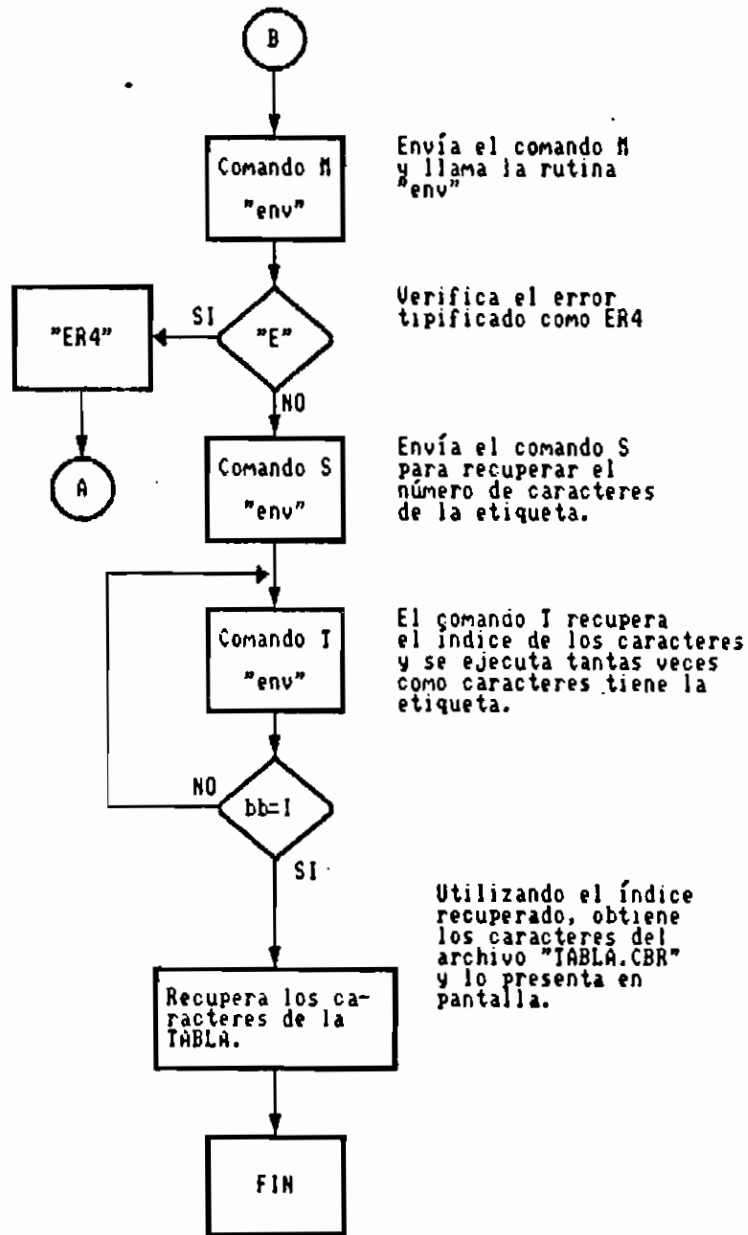 B
Comando M
"env"
Envía el comando M
y llama la rutina
"env"
"ER4"
SI
"E"
Verifica el error
tipificado como ER4
NO
A
Comando S
"env"
Envía el comando S
para recuperar el
número de caracteres
de la etiqueta.
Comando T
"env"
El comando T recupera
el índice de los caracteres
y se ejecuta tantas veces
como caracteres tiene la
etiqueta.
NO
bb=I
SI
Utilizando el índice
recuperado, obtiene
los caracteres del
archivo "TABLA.CBR"
y lo presenta en
pantalla.
Recupera los ca-
racteres de la
TABLA.
FIN